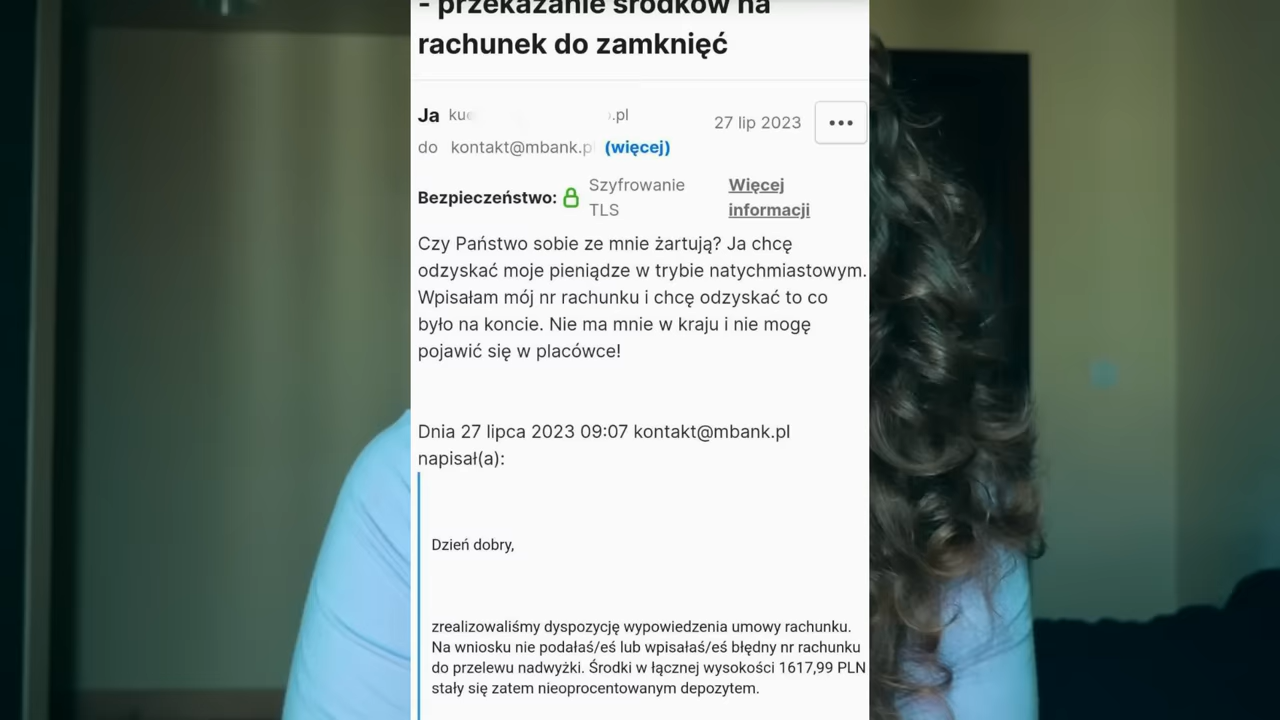 - przekazanie środków na
rachunek do zamknięć
Ja .pl 27 lip 2023
do kontakt@mbank.p (więcej)
Bezpieczeństwo: Szyfrowanie TLS Więcej informacji
Czy Państwo sobie ze mnie żartują? Ja chcę
odzyskać moje pieniądze w trybie natychmiastowym.
Wpisałam mój nr rachunku i chcę odzyskać to co
było na koncie. Nie ma mnie w kraju i nie mogę
pojawić się w placówce!
Dnia 27 lipca 2023 09:07 kontakt@mbank.pl
napisał(a):
Dzień dobry,
zrealizowaliśmy dyspozycję wypowiedzenia umowy rachunku.
Na wniosku nie podałaś/eś lub wpisałaś/eś błędny nr rachunku
do przelewu nadwyżki. Środki w łącznej wysokości 1617,99 PLN
stały się zatem nieoprocentowanym depozytem.